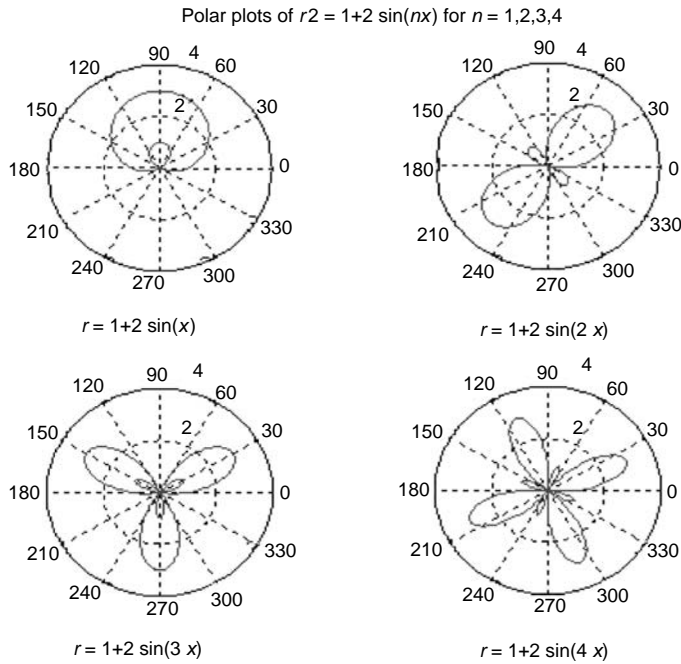 Polar plots of r2 = 1+2 sin(nx) for n = 1,2,3,4
90 4
120 60
150 2 30
180 0
210 330
240 300
270
r = 1+2 sin(x)
90 4
120 60
150 2 30
180 0
210 330
240 300
270
r = 1+2 sin(2 x)
90 4
120 60
150 2 30
180 0
210 330
240 300
270
r = 1+2 sin(3 x)
90 4
120 60
150 2 30
180 0
210 330
240 300
270
r = 1+2 sin(4 x)